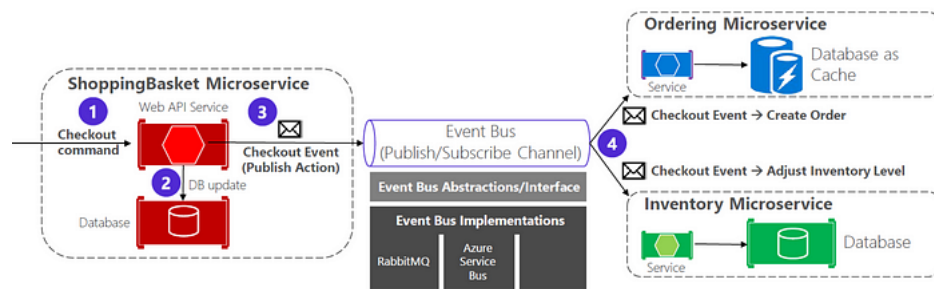 ShoppingBasket Microservice
1
Web API Service
3
Checkout
command
Checkout Event
(Publish Action)
2
DB update
Database
Event Bus
(Publish/Subscribe Channel)
Event Bus Abstractions/Interface
Event Bus Implementations
RabbitMQ
Azure
Service
Bus
4
Ordering Microservice
Database as
Cache
Service
Checkout Event → Create Order
Checkout Event → Adjust Inventory Level
Inventory Microservice
Database
Service